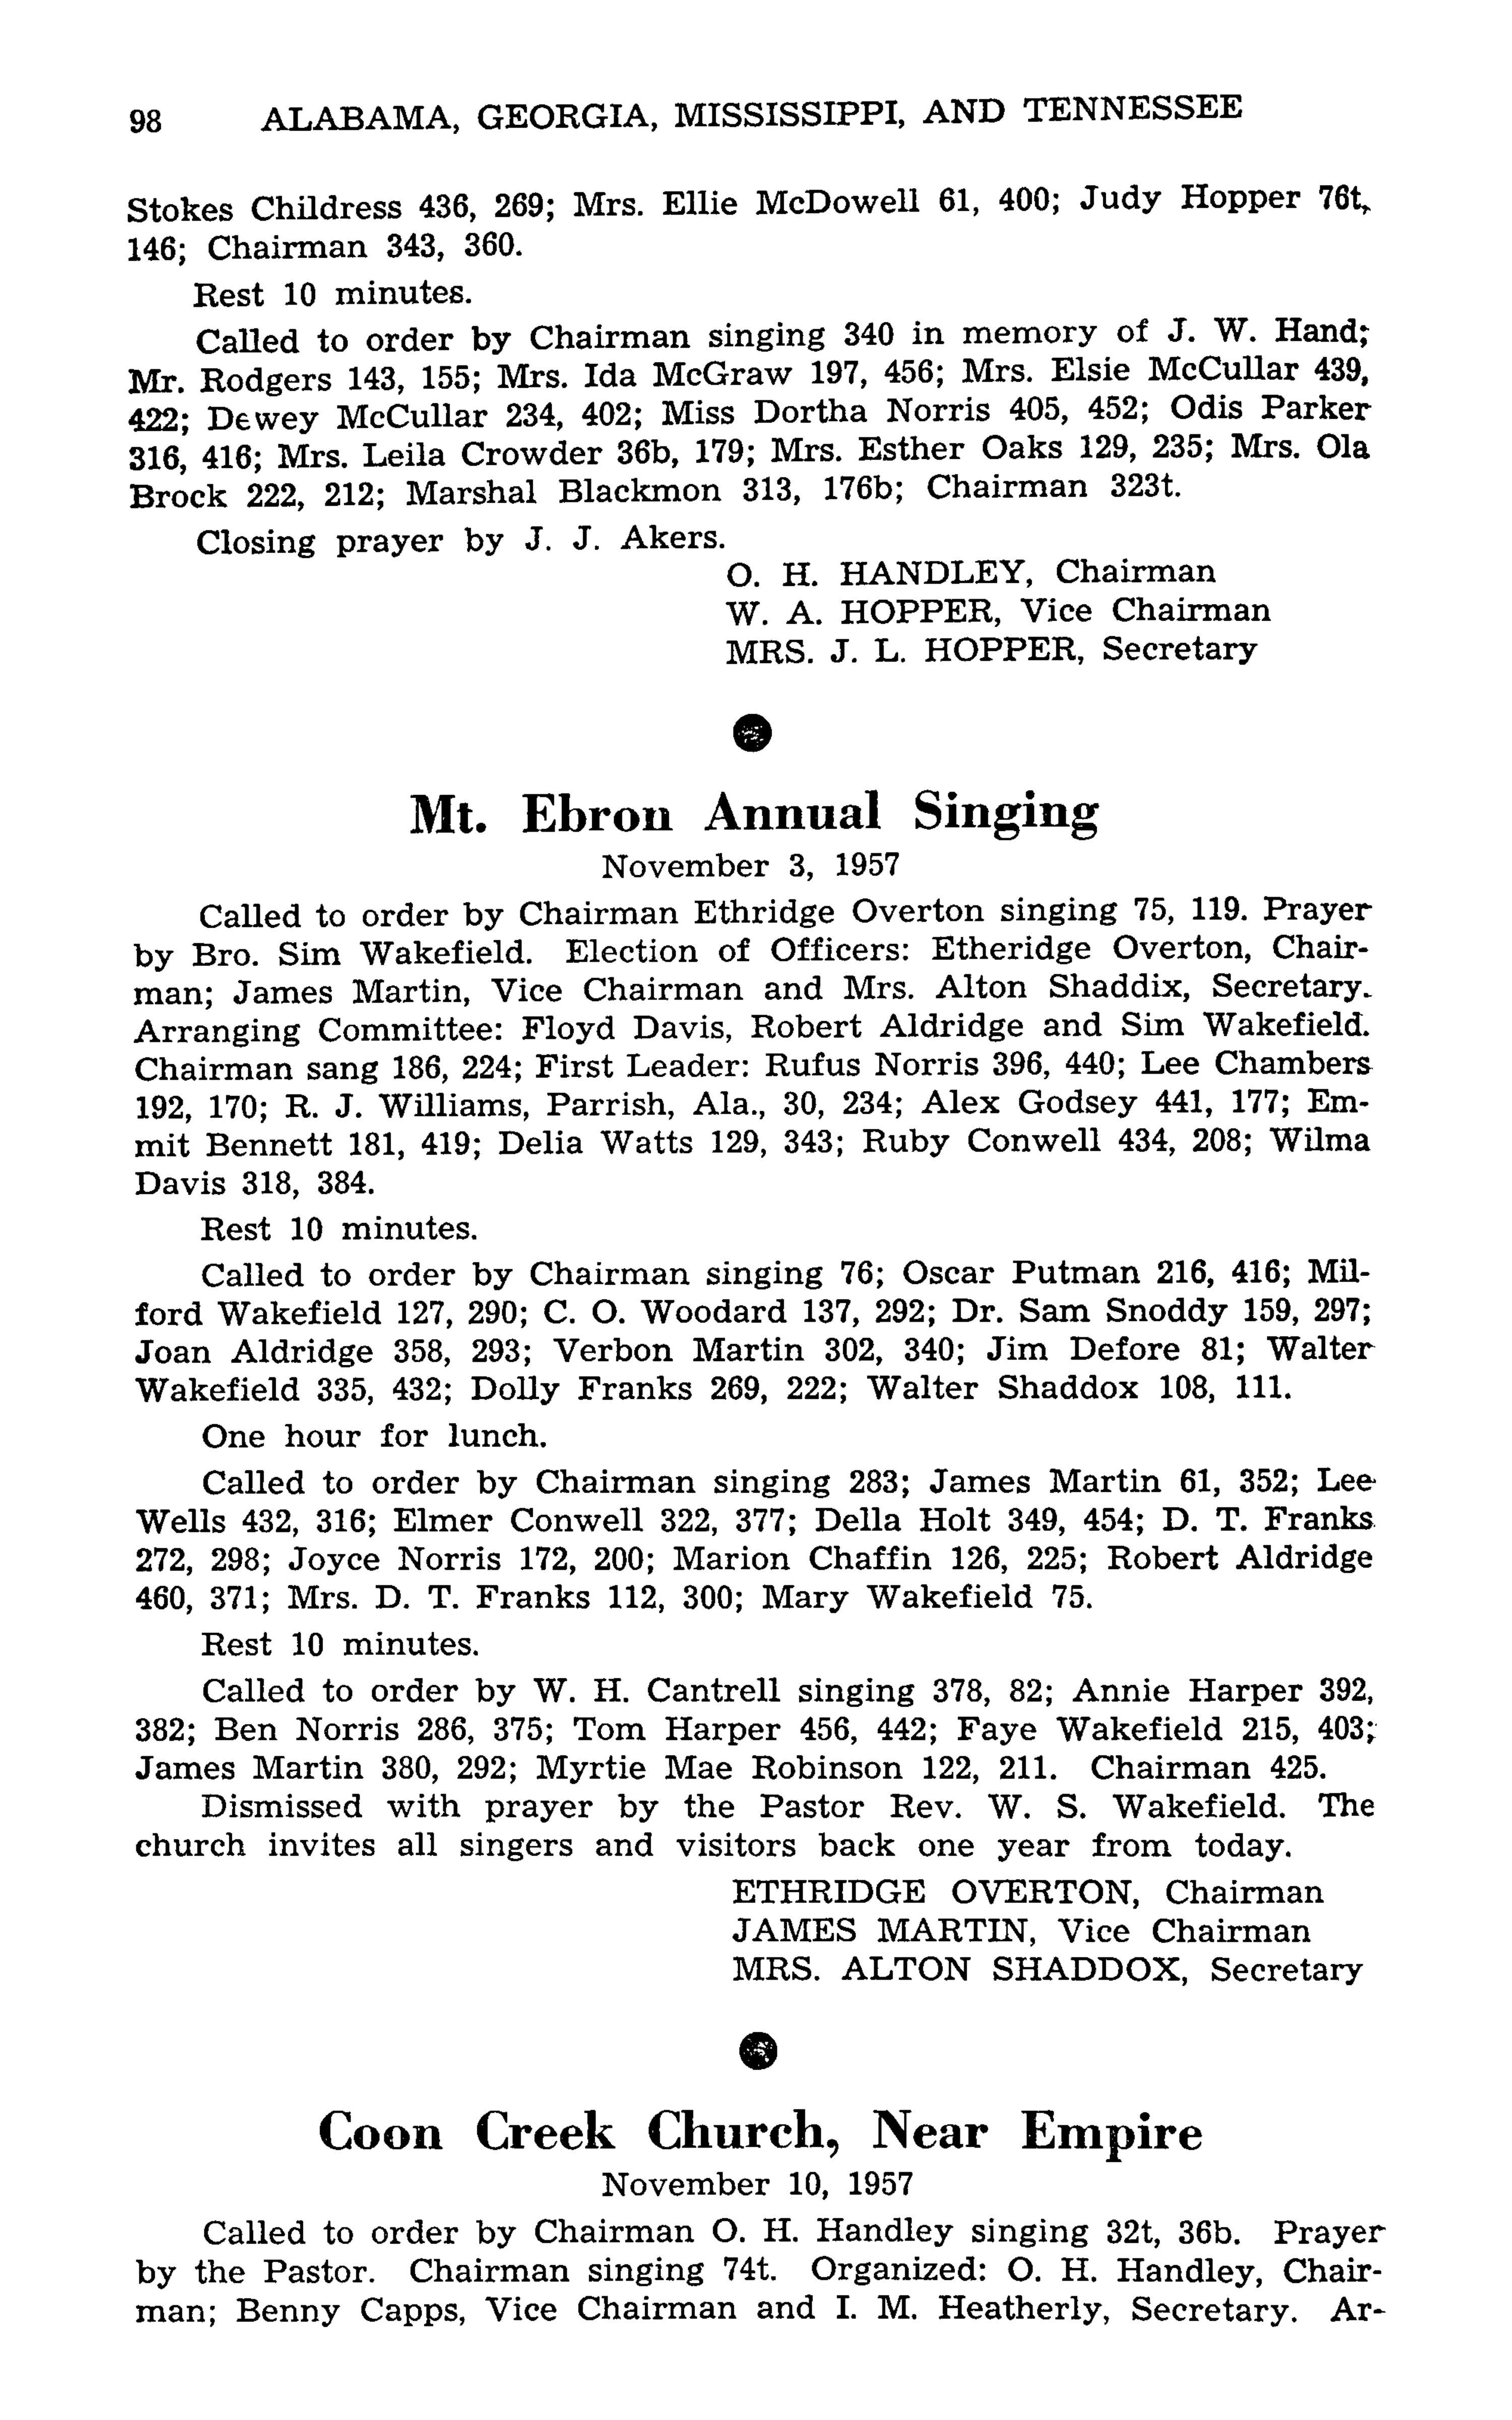 98 ALABAMA, GEORGIA, MISSISSIPPI, AND TENNESSEE
Stokes Childress 436, 269; Mrs. Ellie McDowell 61, 400; Judy Hopper 76t,
146; Chairman 343, 360.
Rest 10 minutes.
Called to order by Chairman singing 340 in memory of J. W. Hand;
Mr. Rodgers 143, 155; Mrs. Ida McGraw 197, 456; Mrs. Elsie McCullar 439,
422; Dewey McCullar 234, 402; Miss Dortha Norris 405, 452; Odis Parker
316, 416; Mrs. Leila Crowder 36b, 179; Mrs. Esther Oaks 129, 235; Mrs. Ola
Brock 222, 212; Marshal Blackmon 313, 176b; Chairman 323t.
Closing prayer by J. J. Akers.
O. H. HANDLEY, Chairman
W. A. HOPPER, Vice Chairman
MRS. J. L. HOPPER, Secretary
Mt. Ebron Annual Singing
November 3, 1957
Called to order by Chairman Ethridge Overton singing 75, 119. Prayer
by Bro. Sim Wakefield. Election of Officers: Etheridge Overton, Chair-
man; James Martin, Vice Chairman and Mrs. Alton Shaddix, Secretary.
Arranging Committee: Floyd Davis, Robert Aldridge and Sim Wakefield.
Chairman sang 186, 224; First Leader: Rufus Norris 396, 440; Lee Chambers
192, 170; R. J. Williams, Parrish, Ala., 30, 234; Alex Godsey 441, 177; Em-
mit Bennett 181, 419; Delia Watts 129, 343; Ruby Conwell 434, 208; Wilma
Davis 318, 384.
Rest 10 minutes.
Called to order by Chairman singing 76; Oscar Putman 216, 416; Mil-
ford Wakefield 127, 290; C. O. Woodard 137, 292; Dr. Sam Snoddy 159, 297;
Joan Aldridge 358, 293; Verbon Martin 302, 340; Jim Defore 81; Walter
Wakefield 335, 432; Dolly Franks 269, 222; Walter Shaddox 108, 111.
One hour for lunch.
Called to order by Chairman singing 283; James Martin 61, 352; Lee
Wells 432, 316; Elmer Conwell 322, 377; Della Holt 349, 454; D. T. Franks
272, 298; Joyce Norris 172, 200; Marion Chaffin 126, 225; Robert Aldridge
460, 371; Mrs. D. T. Franks 112, 300; Mary Wakefield 75.
Rest 10 minutes.
Called to order by W. H. Cantrell singing 378, 82; Annie Harper 392,
382; Ben Norris 286, 375; Tom Harper 456, 442; Faye Wakefield 215, 403;
James Martin 380, 292; Myrtie Mae Robinson 122, 211. Chairman 425.
Dismissed with prayer by the Pastor Rev. W. S. Wakefield. The
church invites all singers and visitors back one year from today.
ETHRIDGE OVERTON, Chairman
JAMES MARTIN, Vice Chairman
MRS. ALTON SHADDOX, Secretary
Coon Creek Church, Near Empire
November 10, 1957
Called to order by Chairman O. H. Handley singing 32t, 36b. Prayer
by the Pastor. Chairman singing 74t. Organized: O. H. Handley, Chair-
man; Benny Capps, Vice Chairman and I. M. Heatherly, Secretary. Ar-